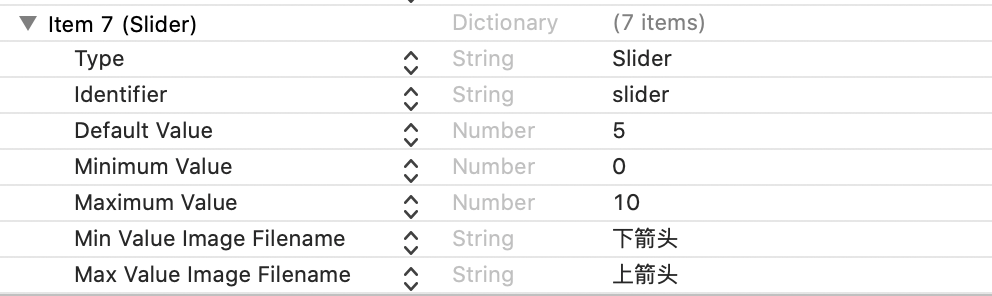 Item 7 (Slider) Dictionary (7 items)
Type String Slider
Identifier String slider
Default Value Number 5
Minimum Value Number 0
Maximum Value Number 10
Min Value Image Filename String 下箭头
Max Value Image Filename String 上箭头